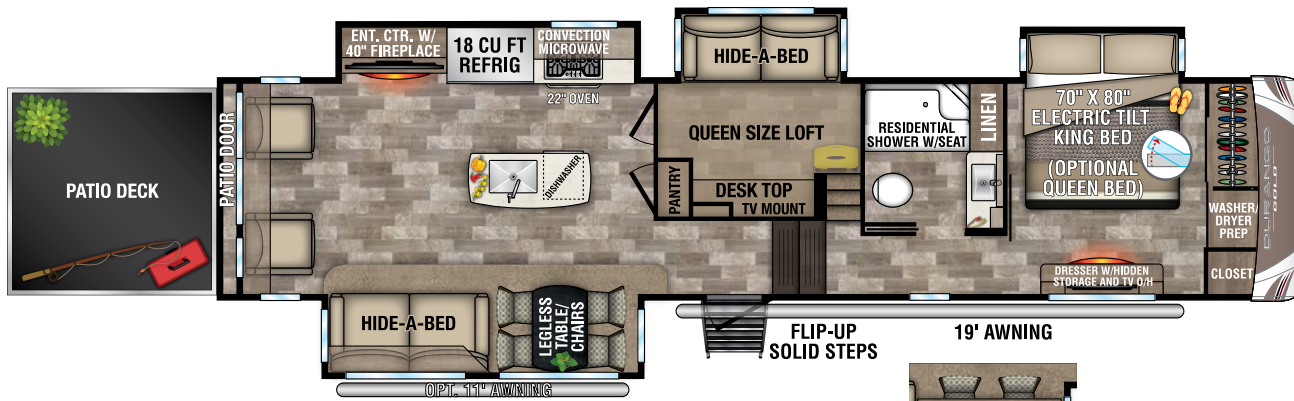 ENT. CTR. W/
40" FIREPLACE
18 CU FT
REFRIG
CONVECTION
MICROWAVE
22" OVEN
HIDE-A-BED
QUEEN SIZE LOFT
PANTRY
DESK TOP
TV MOUNT
RESIDENTIAL
SHOWER W/SEAT
LINEN
70" X 80"
ELECTRIC TILT
KING BED
(OPTIONAL
QUEEN BED)
WASHER/
DRYER
PREP
CLOSET
DURANGO
GOLD
DRESSER W/HIDDEN
STORAGE AND TV O/H
PATIO DECK
PATIO DOOR
DISHWASHER
HIDE-A-BED
LEGLESS
TABLE/
CHAIRS
OPT. 11' AWNING
FLIP-UP
SOLID STEPS
19' AWNING